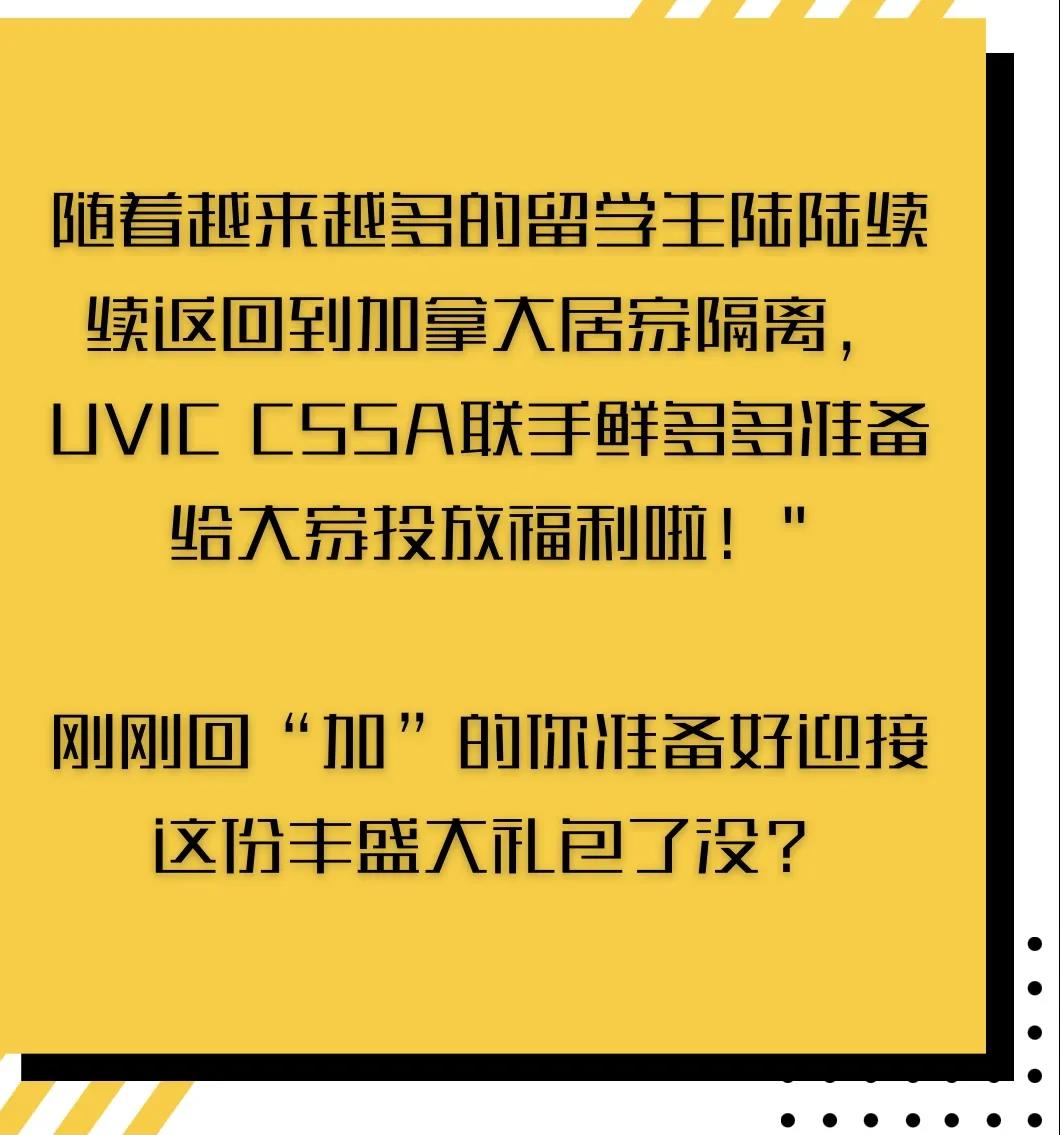 随着越来越多的留学生陆陆续
续返回到加拿大居家隔离，
UVIC CSSA联手鲜多多准备
给大家投放福利啦！"
刚刚回“加”的你准备好迎接
这份丰盛大礼包了没？